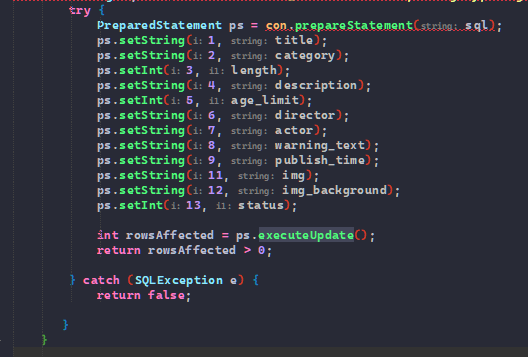 try {
PreparedStatement ps = con.prepareStatement(string: sql);
ps.setString(i: 1, string: title);
ps.setString(i: 2, string: category);
ps.setInt(i: 3, i1: length);
ps.setString(i: 4, string: description);
ps.setInt(i: 5, i1: age_limit);
ps.setString(i: 6, string: director);
ps.setString(i: 7, string: actor);
ps.setString(i: 8, string: warning_text);
ps.setString(i: 9, string: publish_time);
ps.setString(i: 11, string: img);
ps.setString(i: 12, string: img_background);
ps.setInt(i: 13, i1: status);
int rowsAffected = ps.executeUpdate();
return rowsAffected > 0;
} catch (SQLException e) {
return false;
}
}